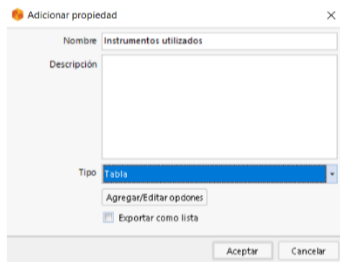 Adicionar propiedad
Nombre Instrumentos utilizados
Descripción
Tipo Tabla
Agregar/Editar opciones
Exportar como lista
Aceptar Cancelar